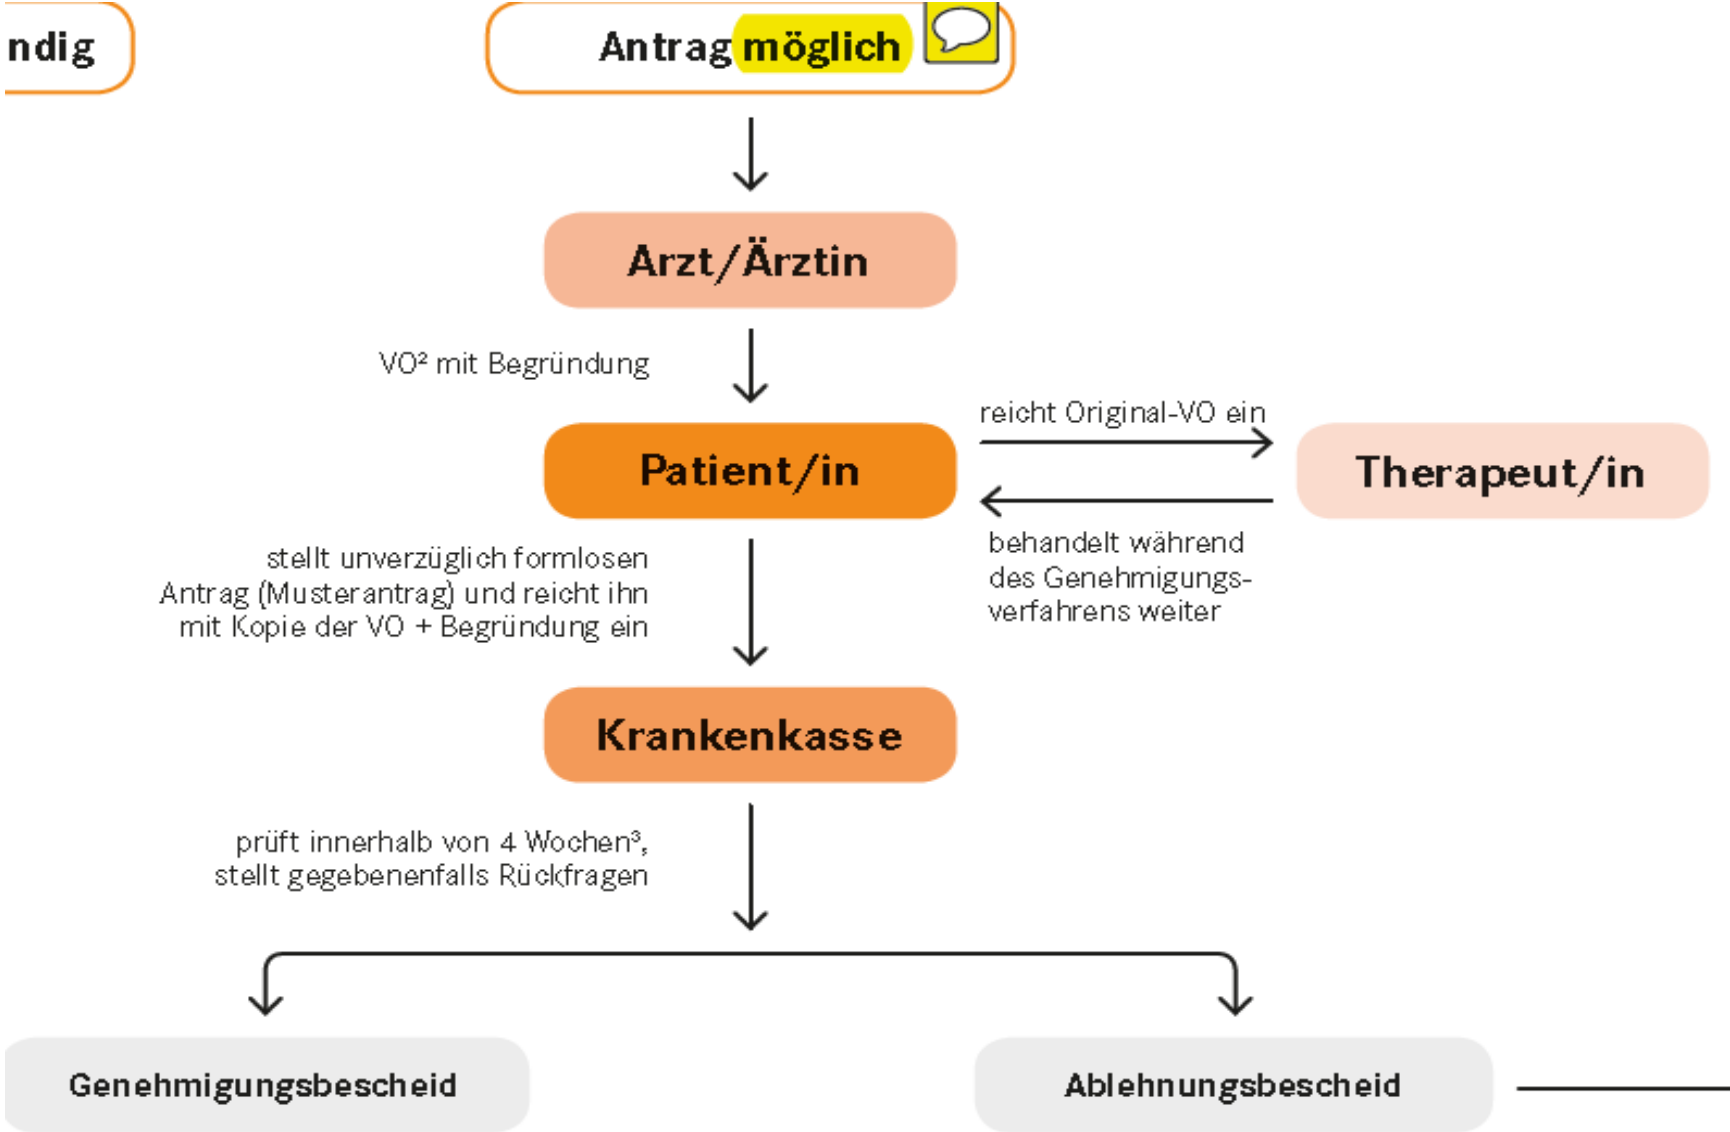 ndig
Antrag möglich
Arzt/Ärztin
VO² mit Begründung
reicht Original-VO ein
Patient/in
Therapeut/in
behandelt während
des Genehmigungs-
verfahrens weiter
stellt unverzüglich formlosen
Antrag (Musterantrag) und reicht ihn
mit Kopie der VO + Begründung ein
Krankenkasse
prüft innerhalb von 4 Wochen³,
stellt gegebenenfalls Rückfragen
Genehmigungsbescheid
Ablehnungsbescheid